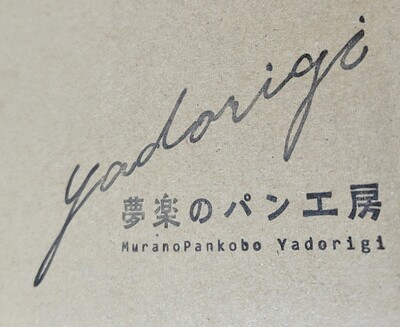 yadorigi
夢楽のパン工房
MuranoPankobo Yadorigi